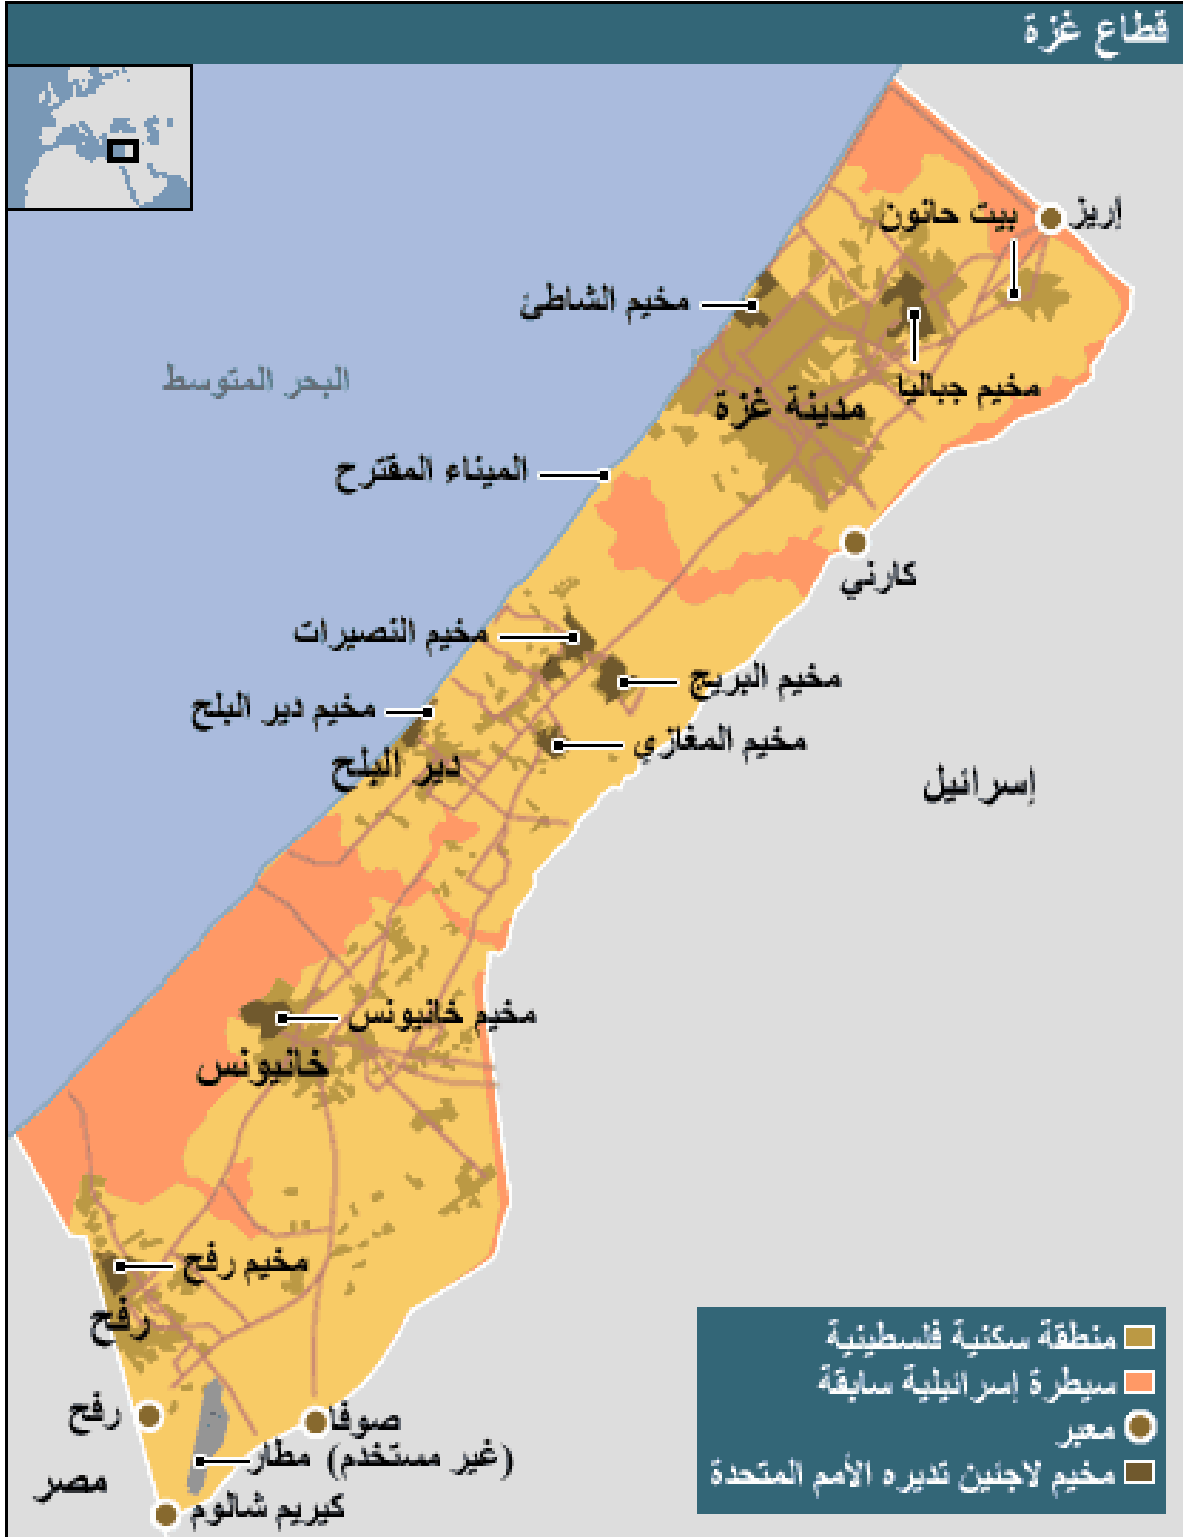 قطاع غزة
إريز
بيت حانون
مخيم الشاطئ
البحر المتوسط
مخيم جباليا
مدينة غزة
الميناء المقترح
كارني
مخيم النصيرات
مخيم البريج
مخيم دير البلح
مخيم المغازي
دير البلح
إسرائيل
مخيم خانيونس
خانيونس
مخيم رفح
رفح
منطقة سكنية فلسطينية
سيطرة إسرائيلية سابقة
معبر
مخيم لاجئين تديره الأمم المتحدة
رفح
صوفا
مطار (غير مستخدم)
مصر
كيريم شالوم